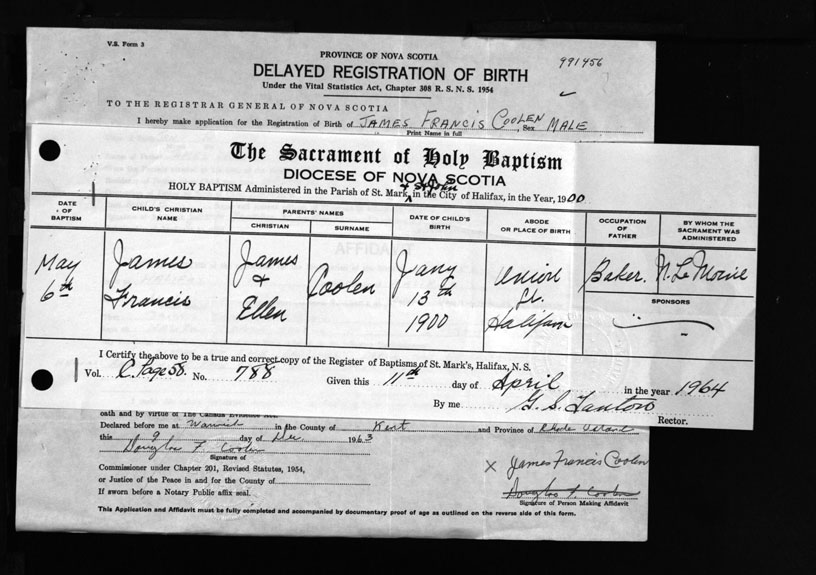 V.S. Form 3
PROVINCE OF NOVA SCOTIA
991456
DELAYED REGISTRATION OF BIRTH
Under the Vital Statistics Act, Chapter 308 R. S. N. S. 1954
TO THE REGISTRAR GENERAL OF NOVA SCOTIA
I hereby make application for the Registration of Birth of JAMES FRANCIS COOLEN, Sex MALE
Print Name in full
The Sacrament of Holy Baptism
DIOCESE OF NOVA SCOTIA
HOLY BAPTISM Administered in the Parish of St. Mark & St. John in the City of Halifax, in the Year, 1900
DATE OF BAPTISM
CHILD'S CHRISTIAN NAME
PARENTS' NAMES
CHRISTIAN
SURNAME
DATE OF CHILD'S BIRTH
ABODE OR PLACE OF BIRTH
OCCUPATION OF FATHER
BY WHOM THE SACRAMENT WAS ADMINISTERED
May 6th
James Francis
James & Ellen
Coolen
Jany 13th 1900
Union St. Halifax
Baker.
N. LeMoine
SPONSORS
AFFIDAVIT
I Certify the above to be a true and correct copy of the Register of Baptisms of St. Mark's, Halifax, N. S.
Vol. C. Page 58. No. 788 Given this 11th day of April in the year 1964
By me G. S. Tanton
Rector.
oath and by virtue of The Canada Evidence Act.
Declared before me at Warwick in the County of Kent and Province of Rhode Island
this 9 day of Dec 1963
Douglas F. Coolen
Signature of
Commissioner under Chapter 201, Revised Statutes, 1954,
or Justice of the Peace in and for the County of
If sworn before a Notary Public affix seal.
X James Francis Coolen
Douglas F. Coolen
Signature of Person Making Affidavit
This Application and Affidavit must be fully completed and accompanied by documentary proof of age as outlined on the reverse side of this form.